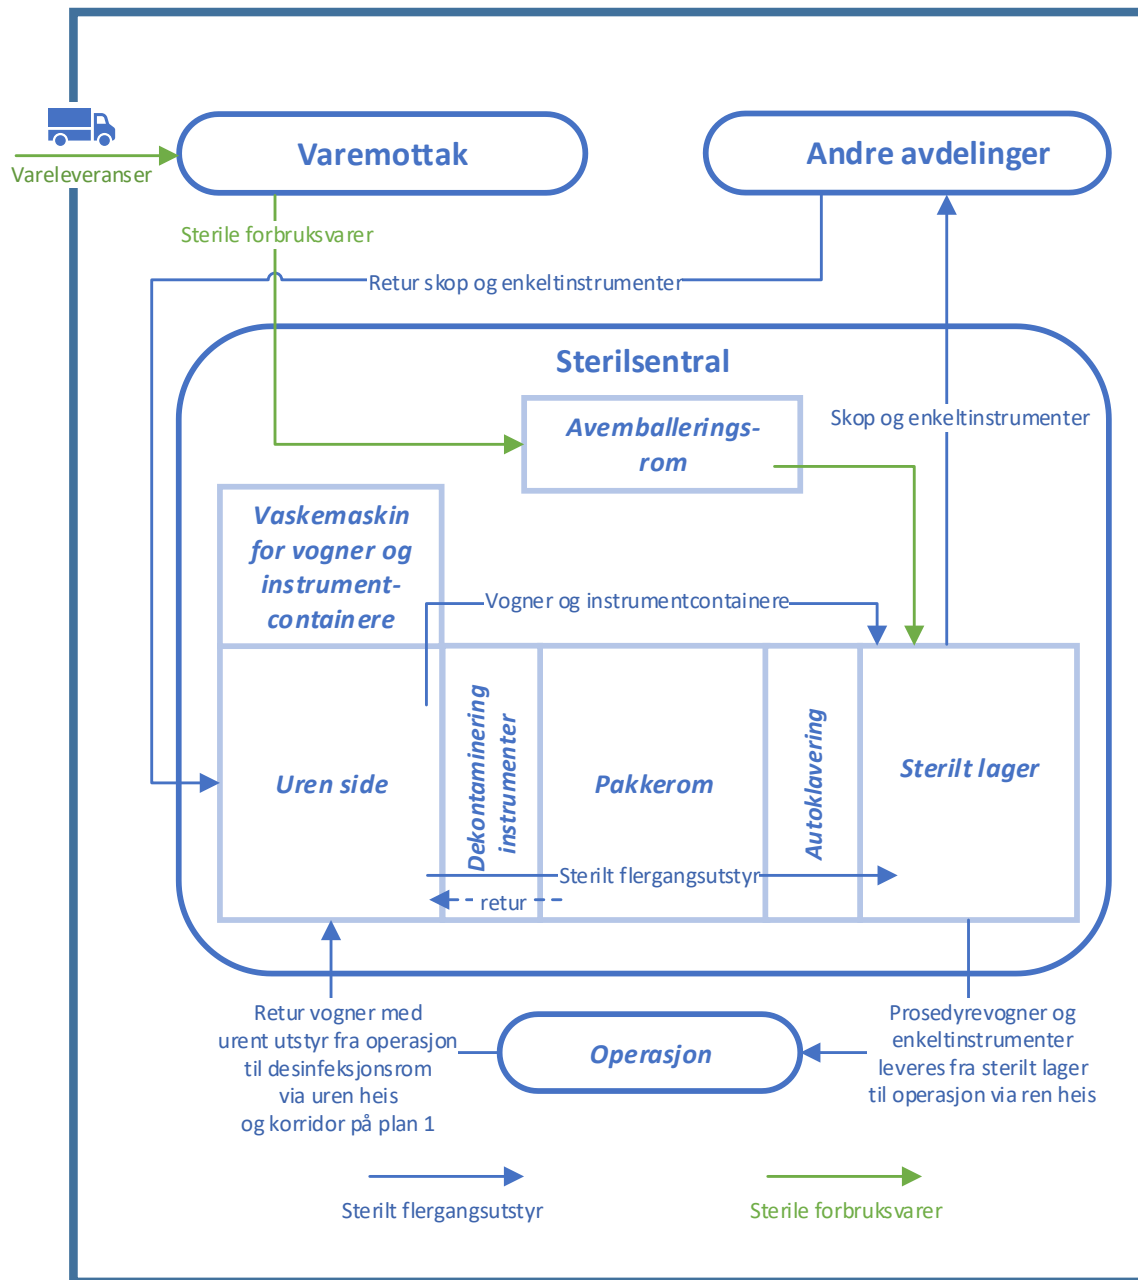 Varemottak
Andre avdelinger
Vareleveranser
Sterile forbruksvarer
Retur skop og enkeltinstrumenter
Sterilsentral
Avemballerings-
rom
Skop og enkeltinstrumenter
Vaskemaskin
for vogner og
instrument-
containere
Vogner og instrumentcontainere
Uren side
Dekontaminering
instrumenter
Pakkerom
Autoklavering
Sterilt lager
Sterilt flergangsutstyr
retur
Retur vogner med
urent utstyr fra operasjon
til desinfeksjonsrom
via uren heis
og korridor på plan 1
Operasjon
Prosedyrevogner og
enkeltinstrumenter
leveres fra sterilt lager
til operasjon via ren heis
Sterilt flergangsutstyr
Sterile forbruksvarer